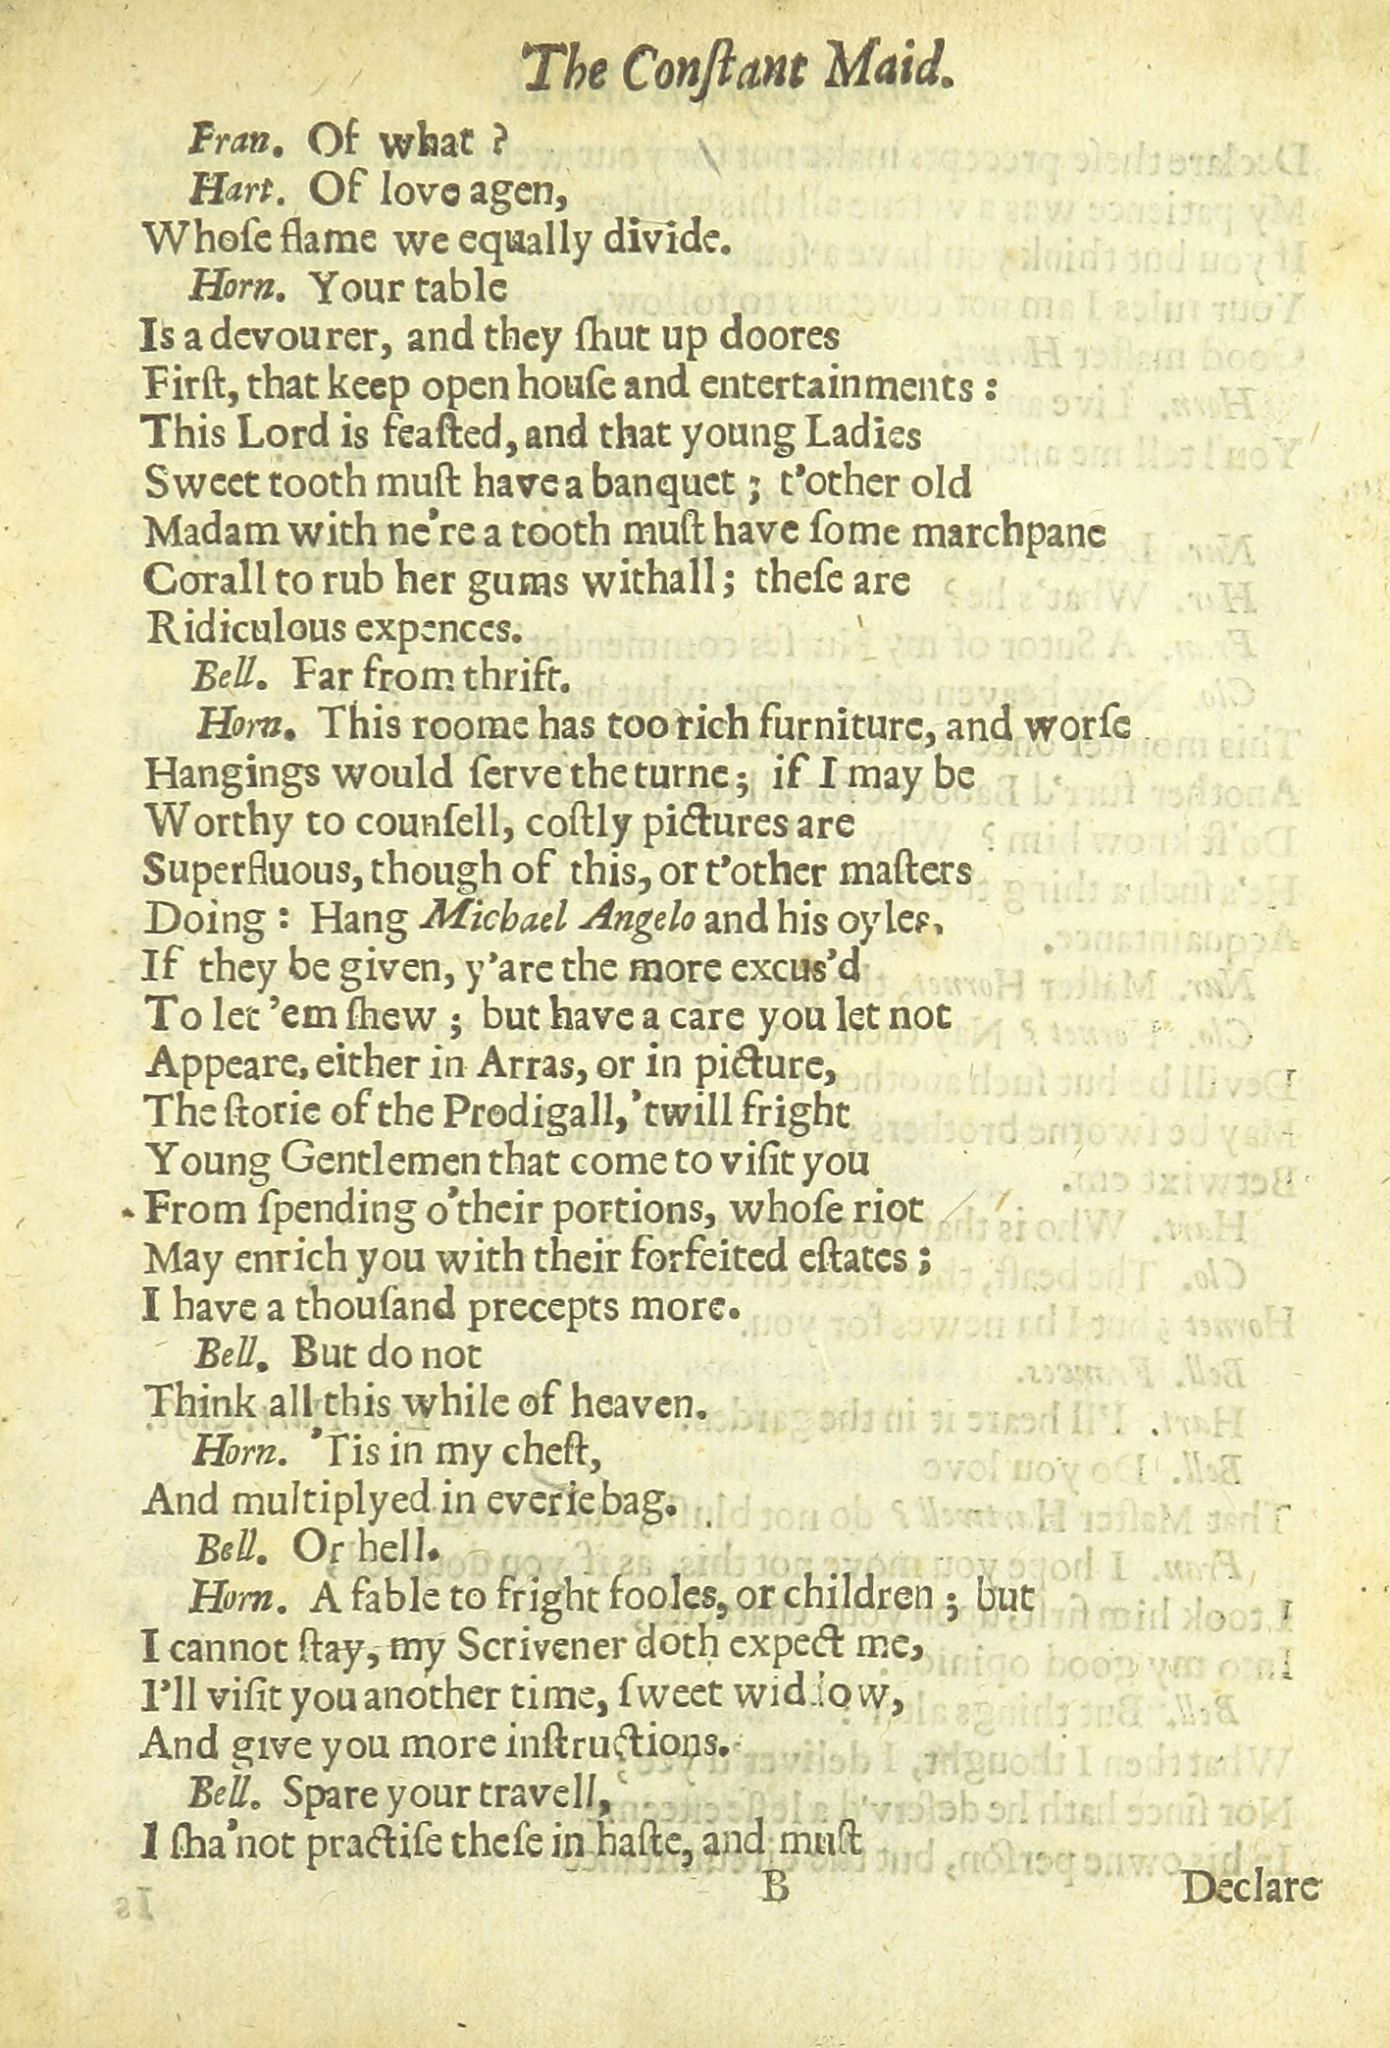 The Conſtant Maid.
Fran. Of what ?
Hart. Of love agen,
Whoſe flame we equally divide.
Horn. Your table
Is a devourer, and they ſhut up doores
Firſt, that keep open houſe and entertainments :
This Lord is feaſted, and that young Ladies
Sweet tooth muſt have a banquet ; t'other old
Madam with ne're a tooth muſt have ſome marchpane
Corall to rub her gums withall ; theſe are
Ridiculous expences.
Bell. Far from thrift.
Horn. This roome has too rich furniture, and worſe
Hangings would ſerve the turne ; if I may be
Worthy to counſell, coſtly pictures are
Superfluous, though of this, or t'other maſters
Doing : Hang Michael Angelo and his oyles,
If they be given, y'are the more excus'd
To let 'em ſhew ; but have a care you let not
Appeare, either in Arras, or in picture,
The ſtorie of the Prodigall, 'twill fright
Young Gentlemen that come to viſit you
From ſpending o'their portions, whoſe riot
May enrich you with their forfeited eſtates ;
I have a thouſand precepts more.
Bell. But do not
Think all this while of heaven.
Horn. 'Tis in my cheſt,
And multiplyed in everie bag.
Bell. Or hell.
Horn. A fable to fright fooles, or children ; but
I cannot ſtay, my Scrivener doth expect me,
I'll viſit you another time, ſweet widdow,
And give you more inſtructions.
Bell. Spare your travell,
I ſha'not practiſe theſe in haſte, and muſt
B Declare